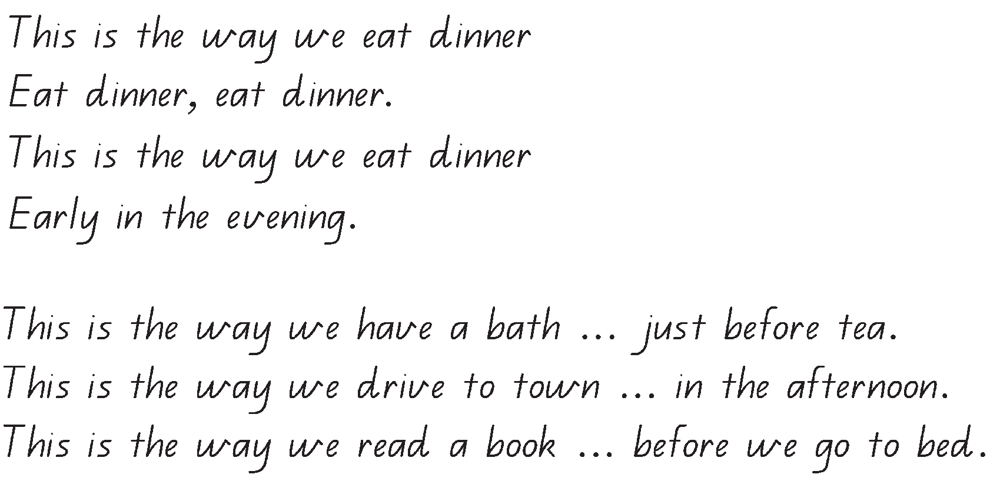 This is the way we eat dinner
Eat dinner, eat dinner.
This is the way we eat dinner
Early in the evening.
This is the way we have a bath ... just before tea.
This is the way we drive to town ... in the afternoon.
This is the way we read a book ... before we go to bed.